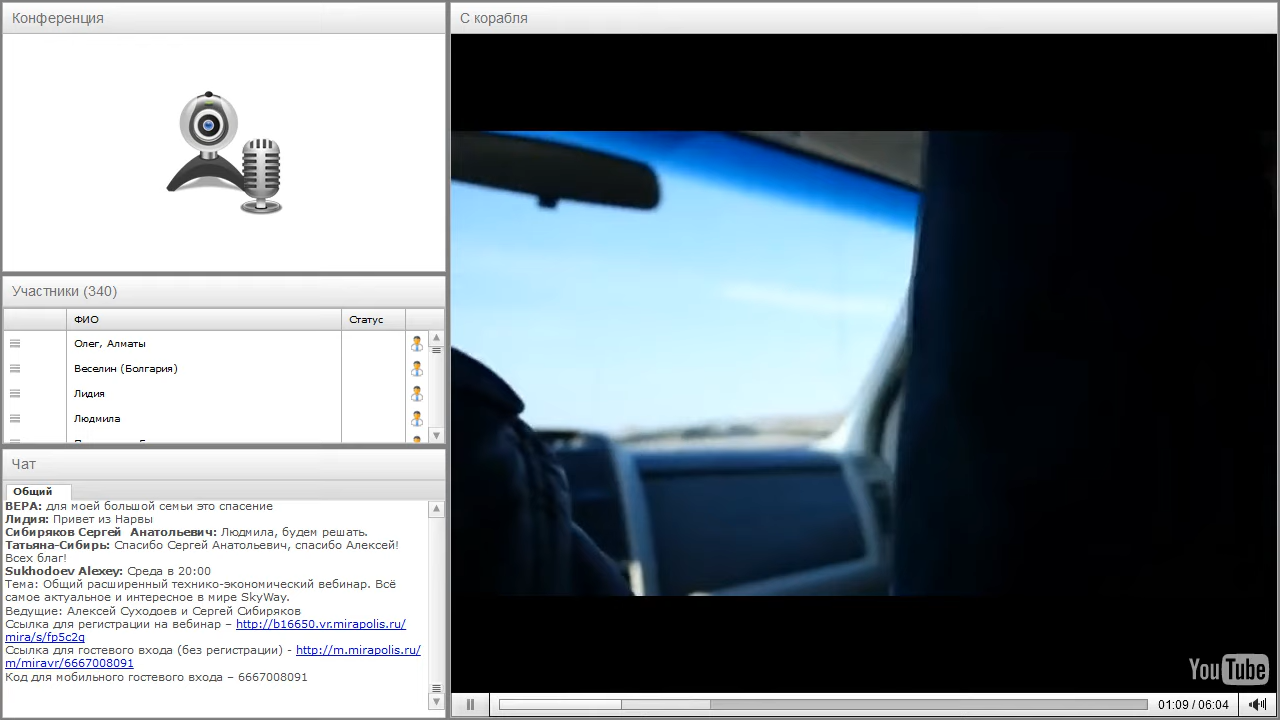 Конференция
С корабля
Участники (340)
ФИО
Статус
Олег, Алматы
Веселин (Болгария)
Лидия
Людмила
Чат
Общий
ВЕРА: для моей большой семьи это спасение
Лидия: Привет из Нарвы
Сибиряков Сергей Анатольевич: Людмила, будем решать.
Татьяна-Сибирь: Спасибо Сергей Анатольевич, спасибо Алексей!
Всех благ!
Sukhodoev Alexey: Среда в 20:00
Тема: Общий расширенный технико-экономический вебинар. Всё
самое актуальное и интересное в мире SkyWay.
Ведущие: Алексей Суходоев и Сергей Сибиряков
Ссылка для регистрации на вебинар – http://b16650.vr.mirapolis.ru/
mira/s/fp5c2q
Ссылка для гостевого входа (без регистрации) - http://m.mirapolis.ru/
m/miravr/6667008091
Код для мобильного гостевого входа – 6667008091
YouTube
01:09 / 06:04